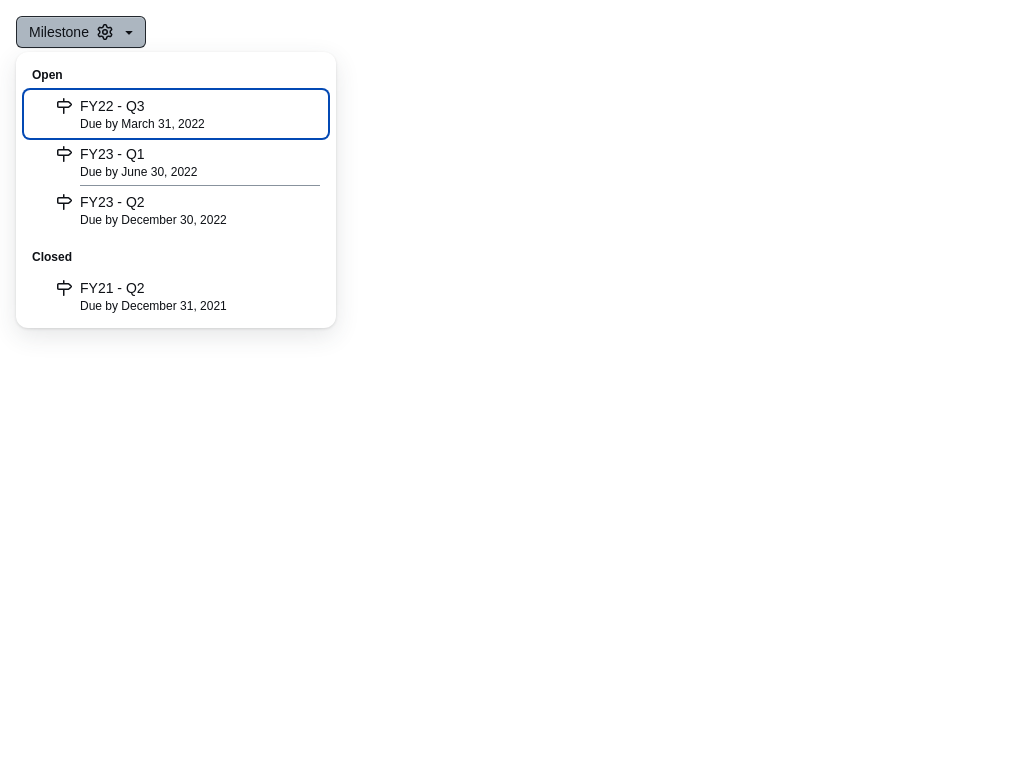 Milestone
Open
FY22 - Q3
Due by March 31, 2022
FY23 - Q1
Due by June 30, 2022
FY23 - Q2
Due by December 30, 2022
Closed
FY21 - Q2
Due by December 31, 2021